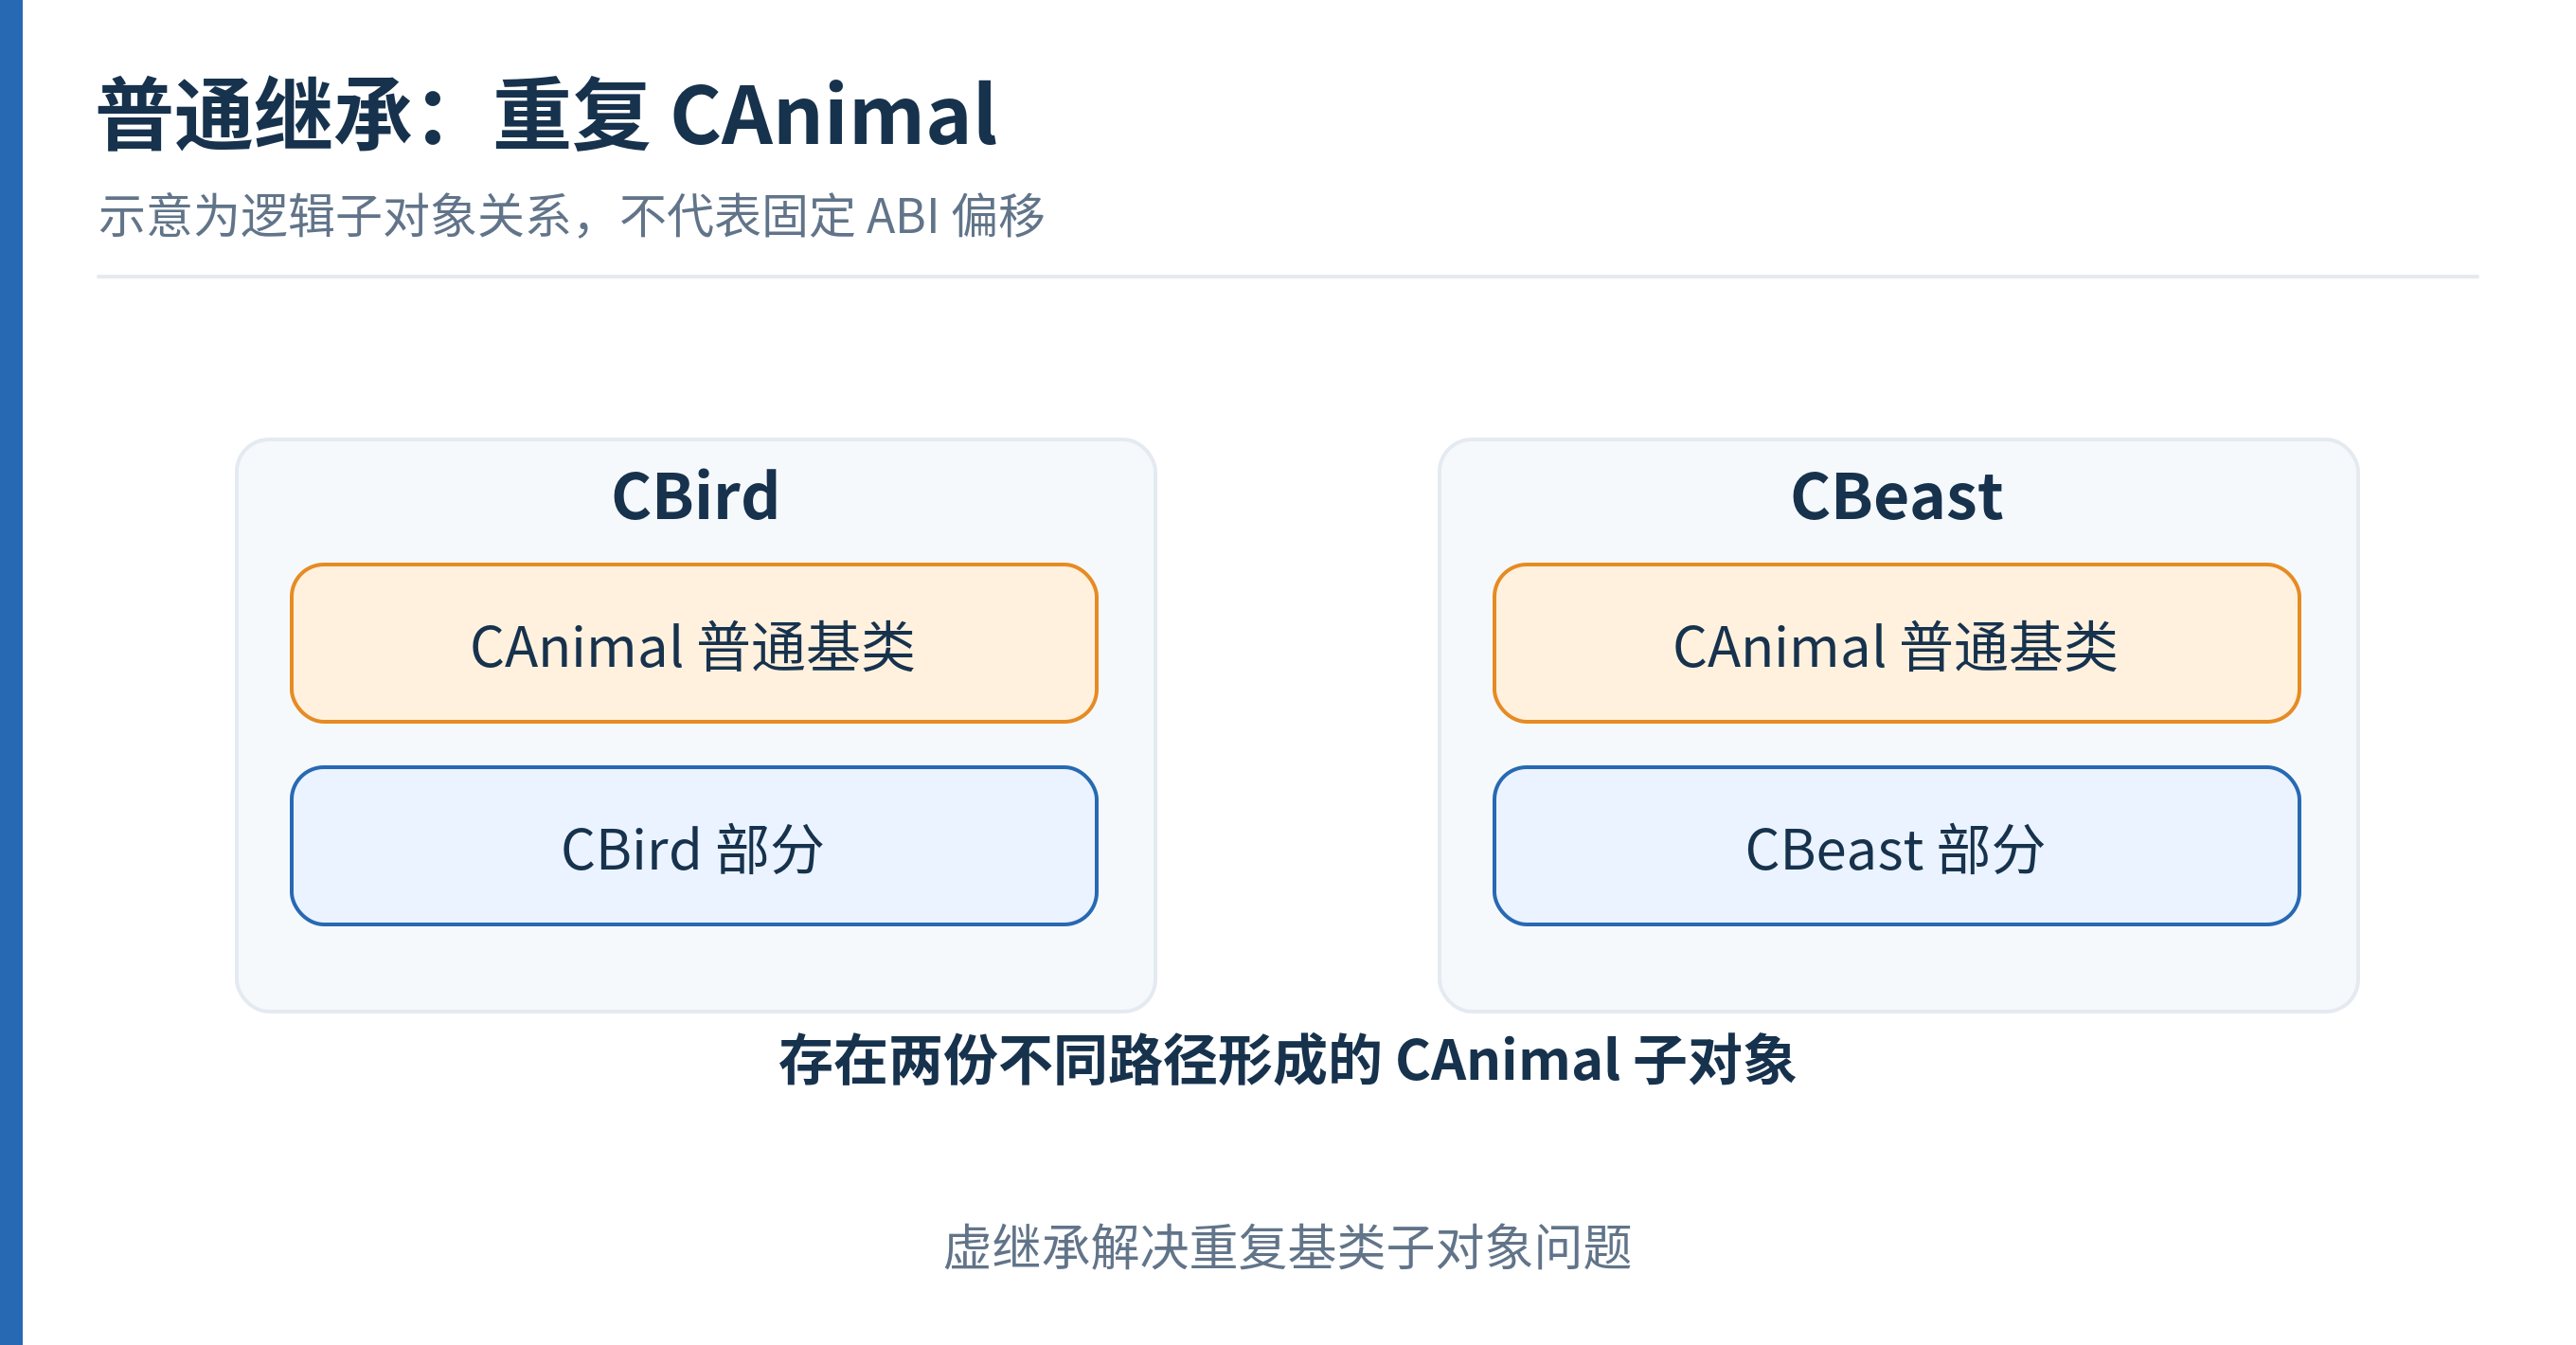 普通继承：重复 CAnimal
示意为逻辑子对象关系，不代表固定 ABI 偏移
CBird
CAnimal 普通基类
CBird 部分
CBeast
CAnimal 普通基类
CBeast 部分
存在两份不同路径形成的 CAnimal 子对象
虚继承解决重复基类子对象问题